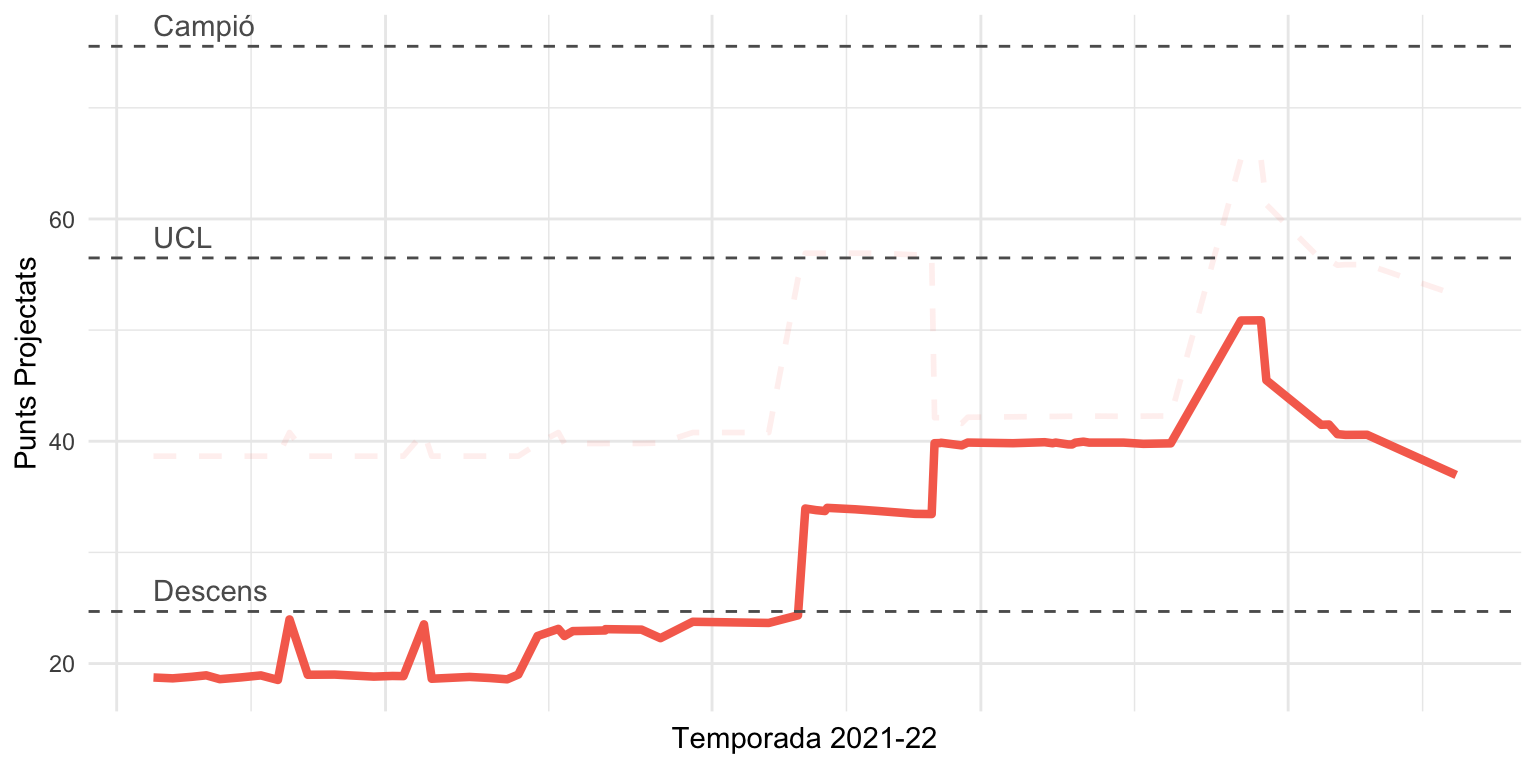 Campió
60
UCL
Punts Projectats
40
Descens
20
Temporada 2021-22